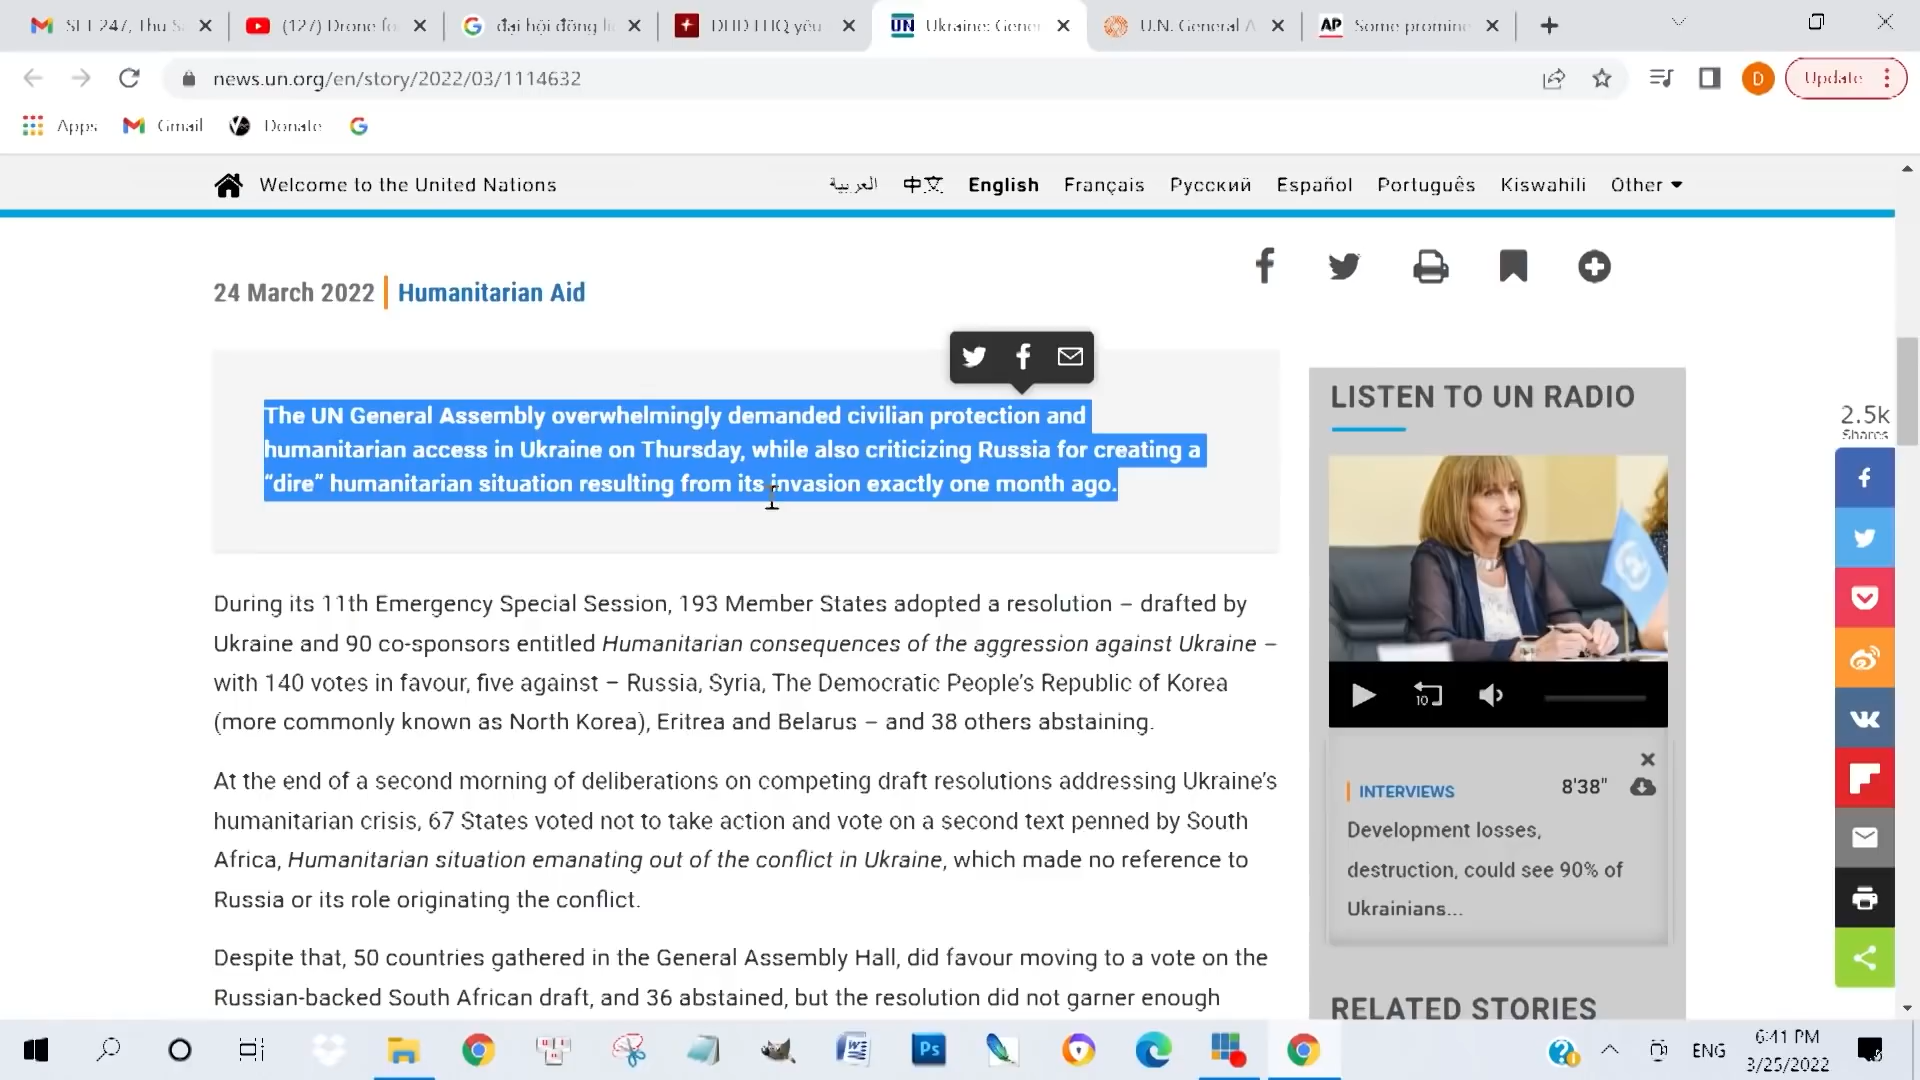 (127) Drone fo
UN
AP
Some promine
news.un.org/en/story/2022/03/1114632
Update
Apps
Gmail
Donate
Welcome to the United Nations
العربية
中文
English
Français
Русский
Español
Português
Kiswahili
Other
24 March 2022
Humanitarian Aid
The UN General Assembly overwhelmingly demanded civilian protection and
humanitarian access in Ukraine on Thursday, while also criticizing Russia for creating a
“dire” humanitarian situation resulting from its invasion exactly one month ago.
During its 11th Emergency Special Session, 193 Member States adopted a resolution – drafted by
Ukraine and 90 co-sponsors entitled Humanitarian consequences of the aggression against Ukraine –
with 140 votes in favour, five against – Russia, Syria, The Democratic People’s Republic of Korea
(more commonly known as North Korea), Eritrea and Belarus – and 38 others abstaining.
At the end of a second morning of deliberations on competing draft resolutions addressing Ukraine’s
humanitarian crisis, 67 States voted not to take action and vote on a second text penned by South
Africa, Humanitarian situation emanating out of the conflict in Ukraine, which made no reference to
Russia or its role originating the conflict.
Despite that, 50 countries gathered in the General Assembly Hall, did favour moving to a vote on the
Russian-backed South African draft, and 36 abstained, but the resolution did not garner enough
LISTEN TO UN RADIO
10
INTERVIEWS
8'38"
Development losses,
destruction, could see 90% of
Ukrainians...
RELATED STORIES
2.5k
Shares
Ps
ENG
6:41 PM
3/25/2022